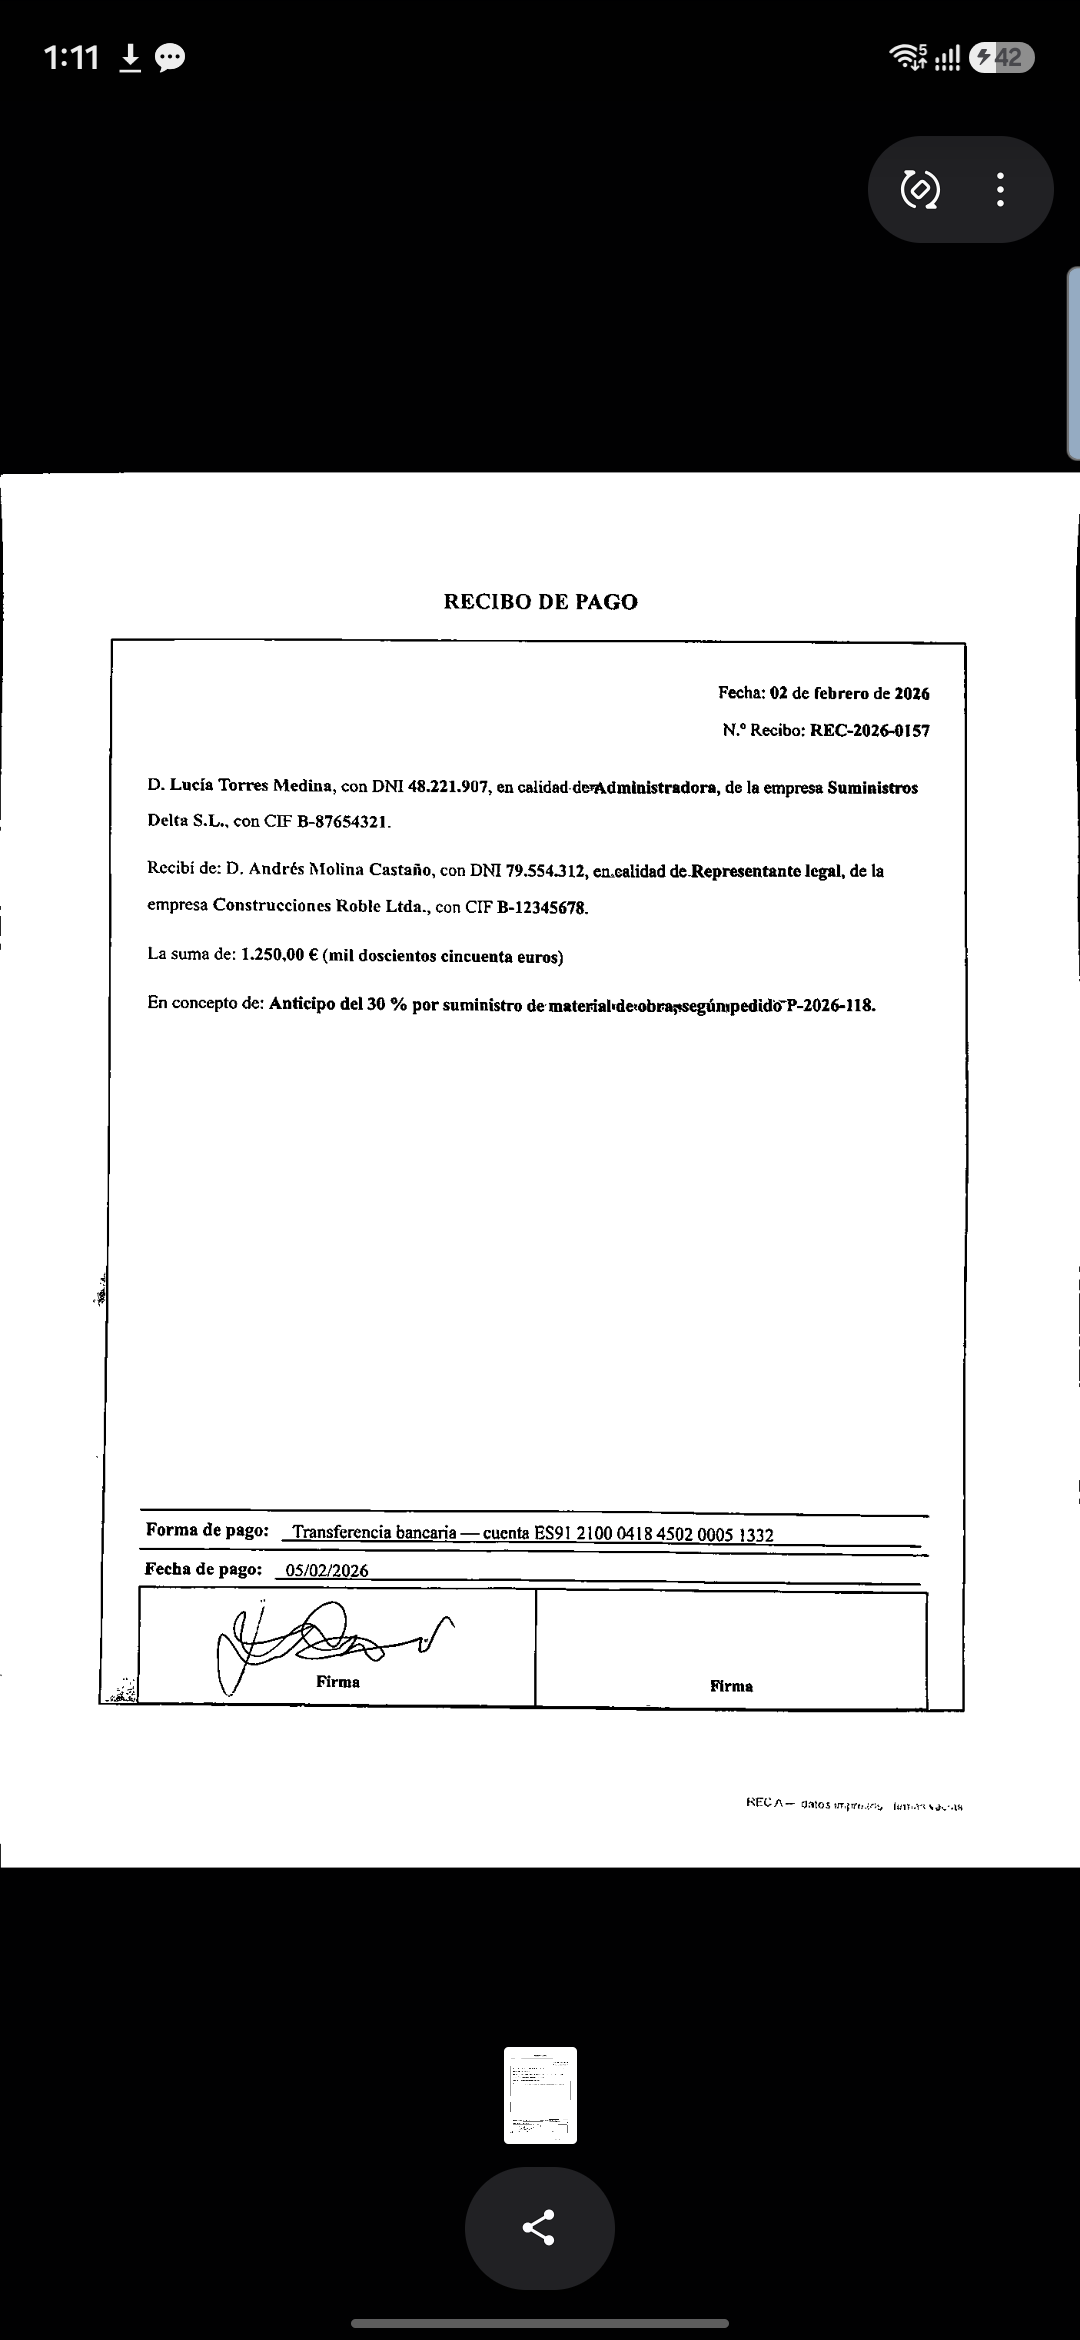 1:11
5
42
RECIBO DE PAGO
Fecha: 02 de febrero de 2026
N.º Recibo: REC-2026-0157
D. Lucía Torres Medina, con DNI 48.221.907, en calidad de Administradora, de la empresa Suministros
Delta S.L., con CIF B-87654321.
Recibí de: D. Andrés Molina Castaño, con DNI 79.554.312, en calidad de Representante legal, de la
empresa Construcciones Roble Ltda., con CIF B-12345678.
La suma de: 1.250,00 € (mil doscientos cincuenta euros)
En concepto de: Anticipo del 30 % por suministro de material de obra, según pedido P-2026-118.
Forma de pago: Transferencia bancaria — cuenta ES91 2100 0418 4502 0005 1332
Fecha de pago: 05/02/2026
Firma
Firma
REC A — datos